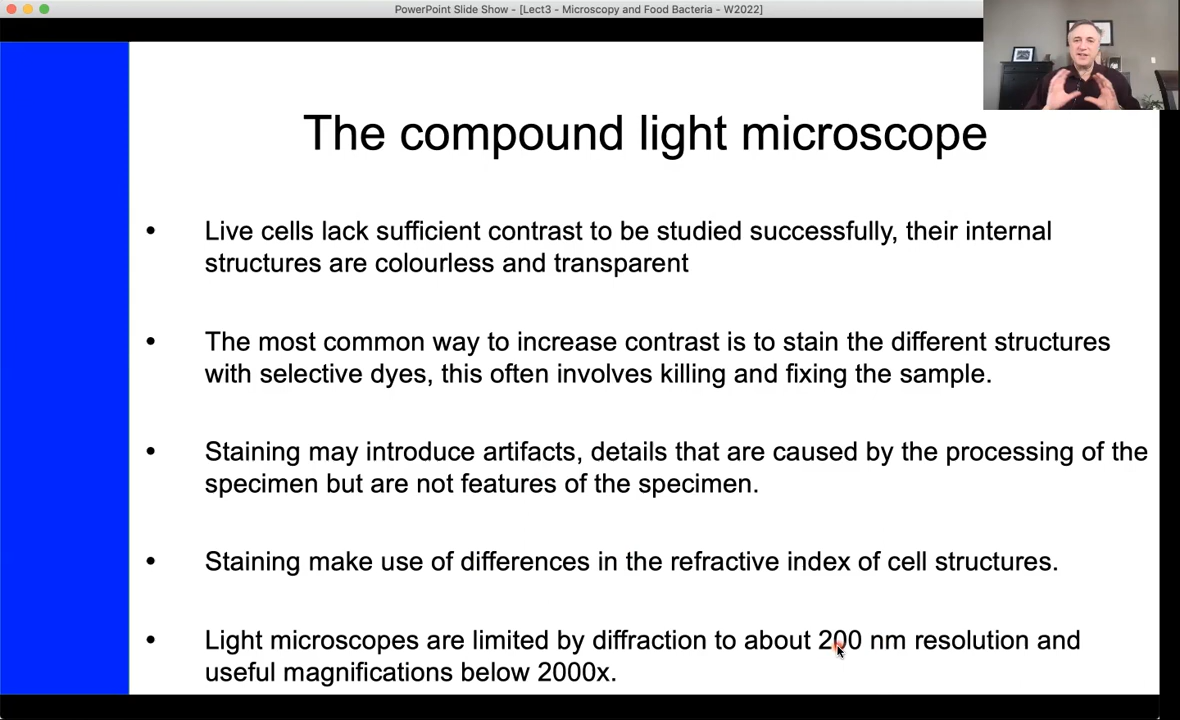 PowerPoint Slide Show - [Lect3 - Microscopy and Food Bacteria - W2022]
The compound light microscope
• Live cells lack sufficient contrast to be studied successfully, their internal
structures are colourless and transparent
• The most common way to increase contrast is to stain the different structures
with selective dyes, this often involves killing and fixing the sample.
• Staining may introduce artifacts, details that are caused by the processing of the
specimen but are not features of the specimen.
• Staining make use of differences in the refractive index of cell structures.
• Light microscopes are limited by diffraction to about 200 nm resolution and
useful magnifications below 2000x.